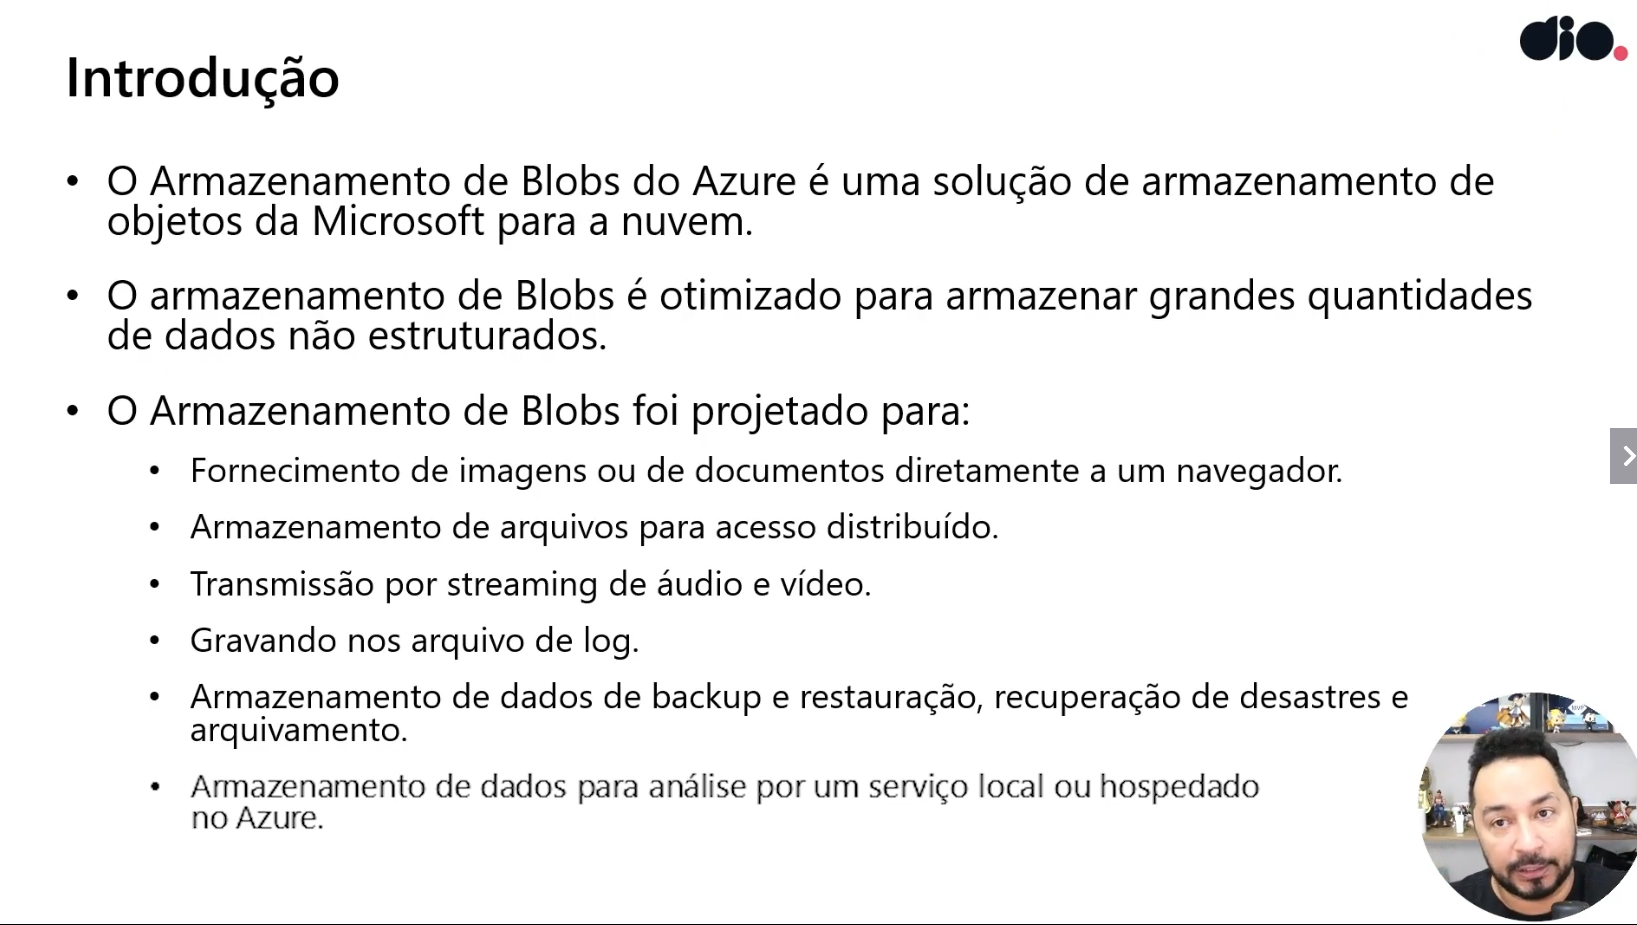 dio.
Introdução
• O Armazenamento de Blobs do Azure é uma solução de armazenamento de
objetos da Microsoft para a nuvem.
• O armazenamento de Blobs é otimizado para armazenar grandes quantidades
de dados não estruturados.
• O Armazenamento de Blobs foi projetado para:
• Fornecimento de imagens ou de documentos diretamente a um navegador.
• Armazenamento de arquivos para acesso distribuído.
• Transmissão por streaming de áudio e vídeo.
• Gravando nos arquivo de log.
• Armazenamento de dados de backup e restauração, recuperação de desastres e
arquivamento.
• Armazenamento de dados para análise por um serviço local ou hospedado
no Azure.